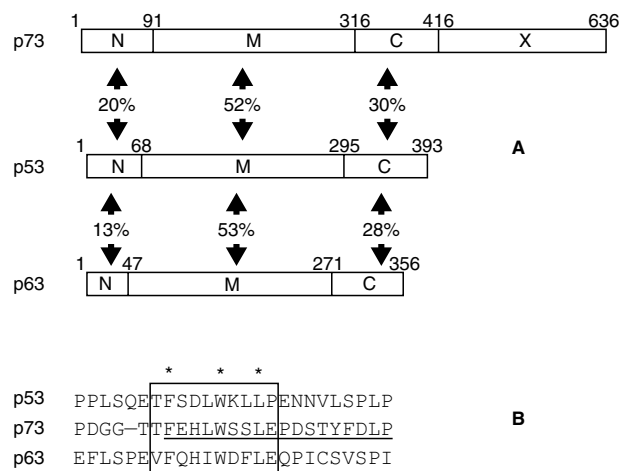 1 91 316 416 636
p73 N M C X
20% 52% 30%
1 68 295 393 A
p53 N M C
13% 53% 28%
1 47 271 356
p63 N M C
* * *
p53 PPLSQETFSDLWKLLPENNVLSPLP
p73 PDGG–TTFEHLWSSLEPDSTYFDLP B
p63 EFLSPEVFQHIWDFLEQPICSVSPI